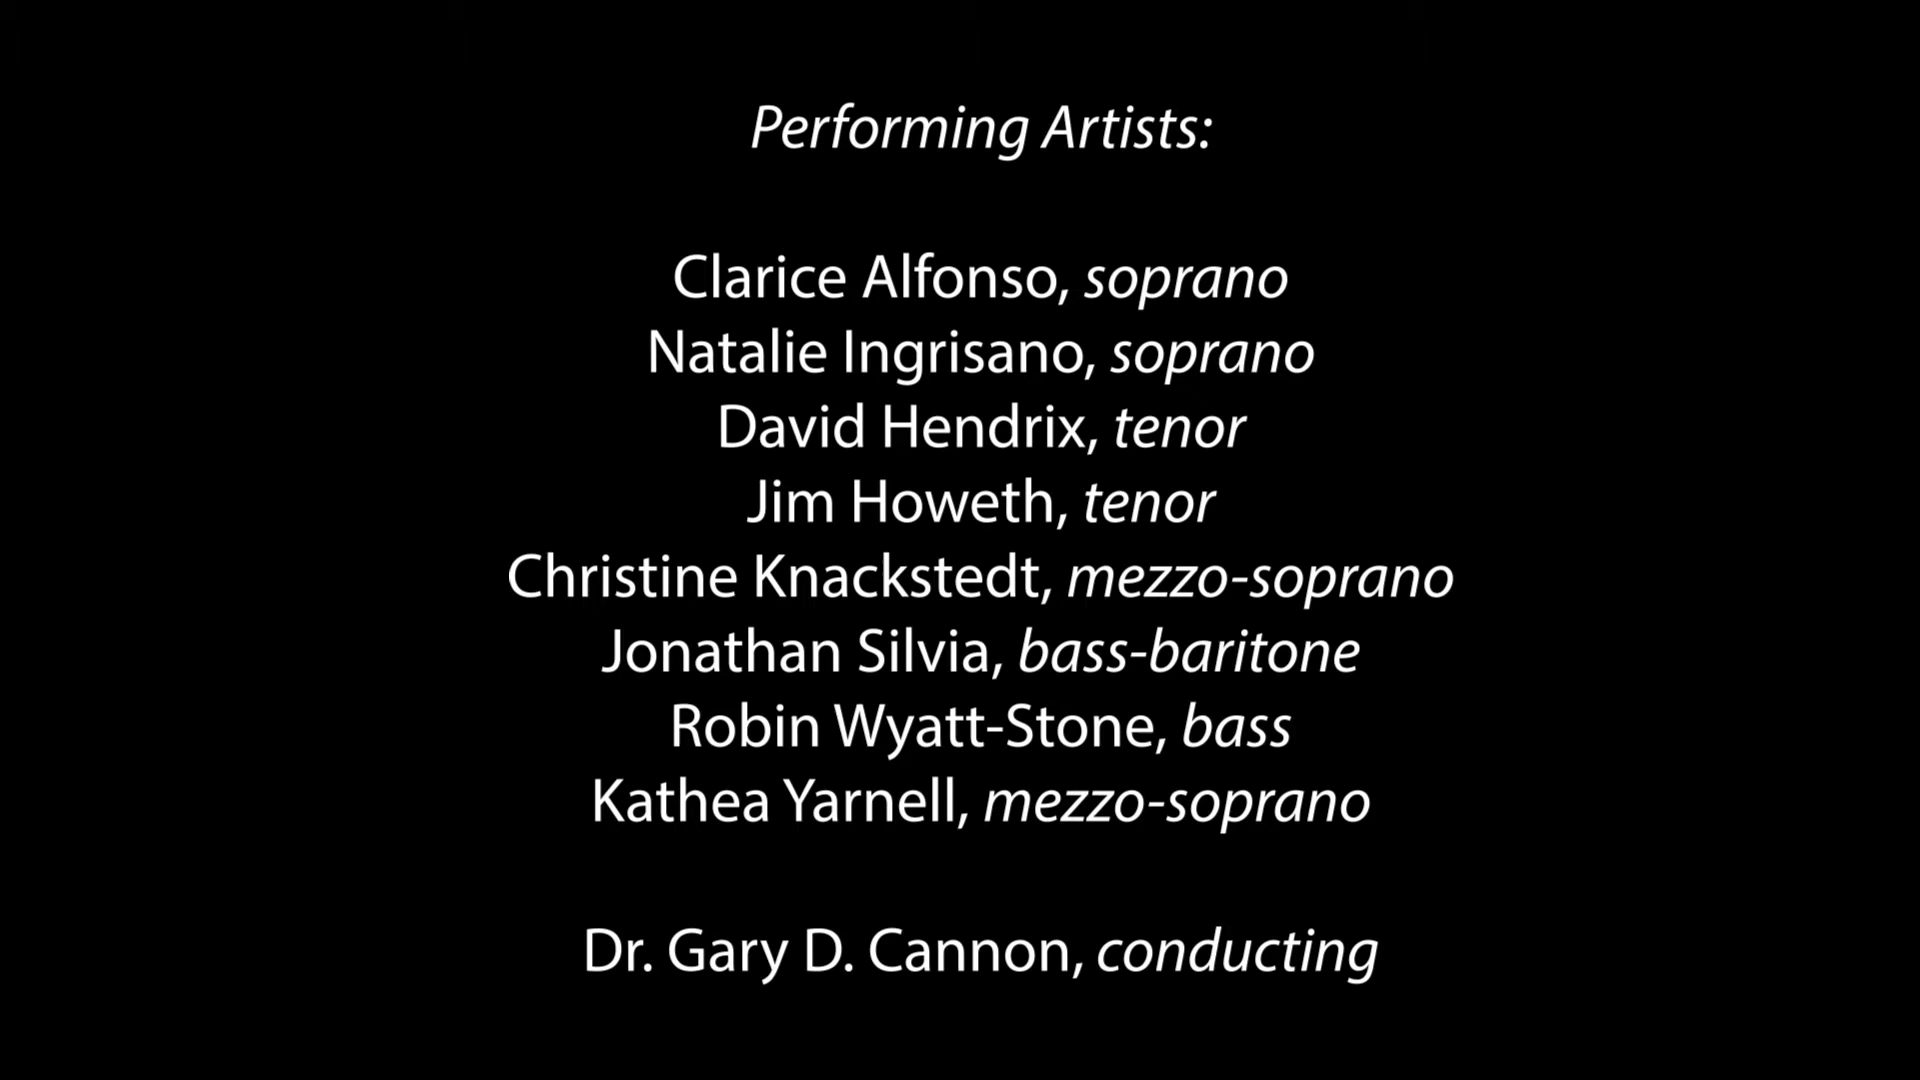 Performing Artists:
Clarice Alfonso, soprano
Natalie Ingrisano, soprano
David Hendrix, tenor
Jim Howeth, tenor
Christine Knackstedt, mezzo-soprano
Jonathan Silvia, bass-baritone
Robin Wyatt-Stone, bass
Kathea Yarnell, mezzo-soprano
Dr. Gary D. Cannon, conducting